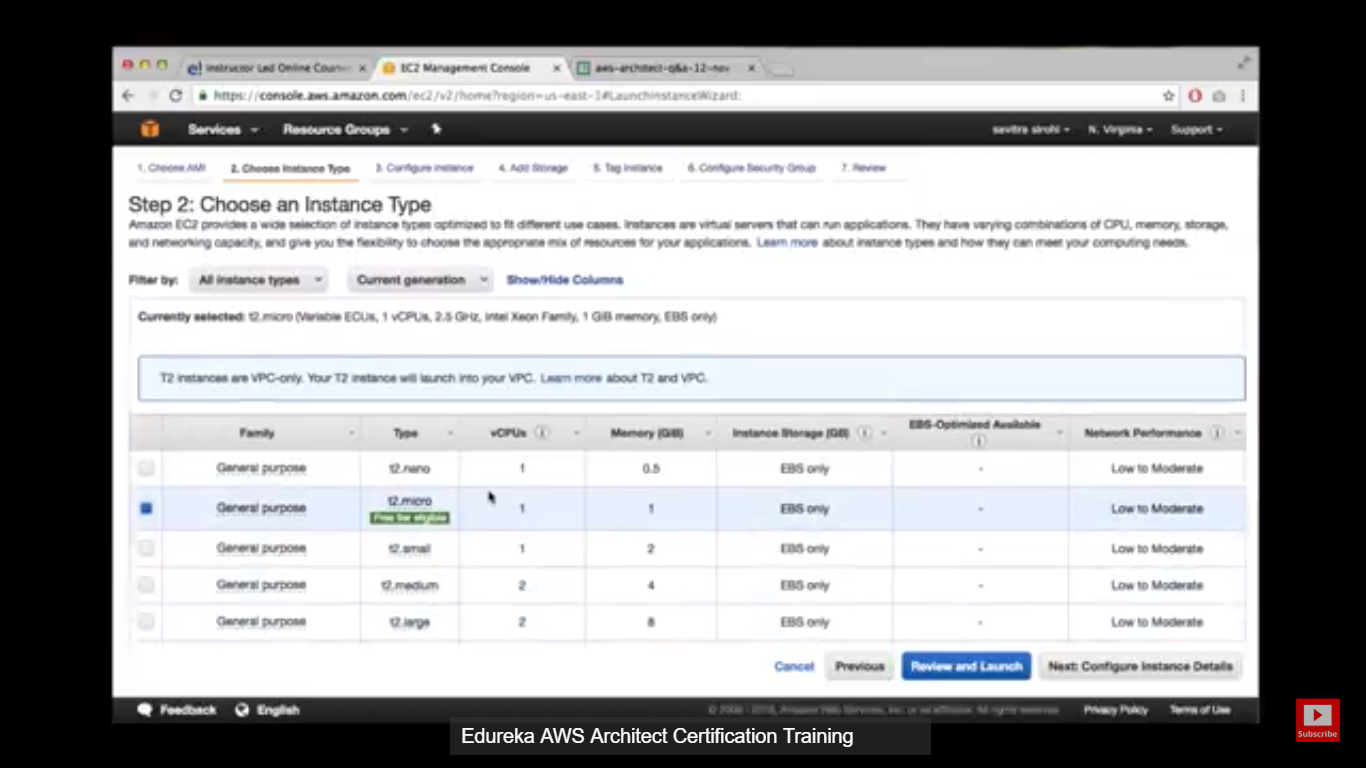 Instructor Led Online Course
EC2 Management Console
aws-architect-q&a-12-nov
https://console.aws.amazon.com/ec2/v2/home?region=us-east-1#LaunchInstanceWizard:
Services Resource Groups savitra sirohi N. Virginia Support
1. Choose AMI 2. Choose Instance Type 3. Configure Instance 4. Add Storage 5. Tag Instance 6. Configure Security Group 7. Review
Step 2: Choose an Instance Type
Amazon EC2 provides a wide selection of instance types optimized to fit different use cases. Instances are virtual servers that can run applications. They have varying combinations of CPU, memory, storage,
and networking capacity, and give you the flexibility to choose the appropriate mix of resources for your applications. Learn more about instance types and how they can meet your computing needs.
Filter by: All instance types Current generation Show/Hide Columns
Currently selected: t2.micro (Variable ECUs, 1 vCPUs, 2.5 GHz, Intel Xeon Family, 1 GiB memory, EBS only)
T2 instances are VPC-only. Your T2 instance will launch into your VPC. Learn more about T2 and VPC.
Family Type vCPUs Memory (GiB) Instance Storage (GB) EBS-Optimized Available Network Performance
General purpose t2.nano 1 0.5 EBS only - Low to Moderate
General purpose t2.micro 1 1 EBS only - Low to Moderate
Free tier eligible
General purpose t2.small 1 2 EBS only - Low to Moderate
General purpose t2.medium 2 4 EBS only - Low to Moderate
General purpose t2.large 2 8 EBS only - Low to Moderate
Cancel Previous Review and Launch Next: Configure Instance Details
Feedback English Privacy Policy Terms of Use
Edureka AWS Architect Certification Training
Subscribe